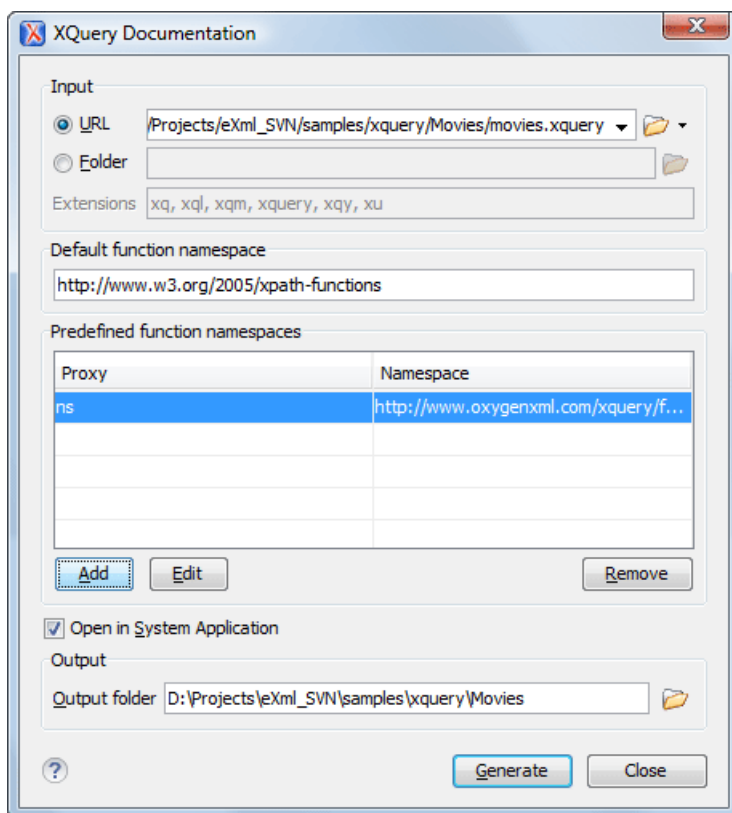 XQuery Documentation
Input
URL /Projects/eXml_SVN/samples/xquery/Movies/movies.xquery
Folder
Extensions xq, xql, xqm, xquery, xqy, xu
Default function namespace
http://www.w3.org/2005/xpath-functions
Predefined function namespaces
Proxy Namespace
ns http://www.oxygenxml.com/xquery/f...
Add Edit Remove
Open in System Application
Output
Output folder D:\Projects\eXml_SVN\samples\xquery\Movies
? Generate Close